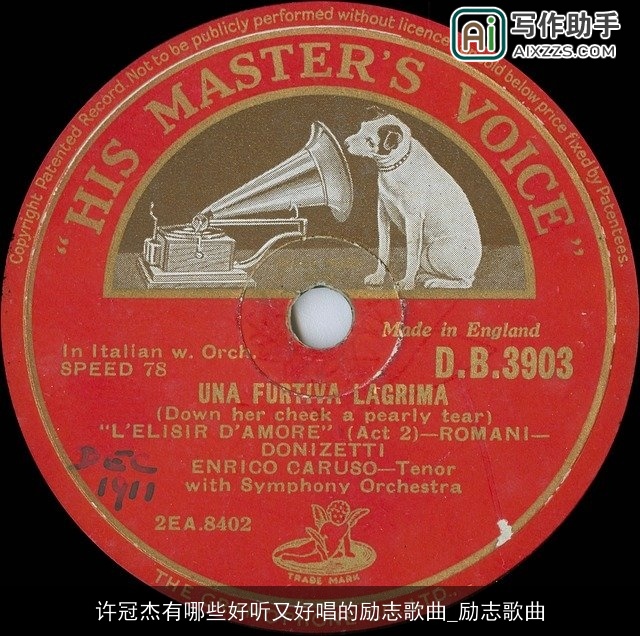 Ai 写作助手
AIXZZS.COM
Copyright Patented Record. Not to be publicly performed without licence
old below price fixed by Patentees.
"HIS MASTER'S VOICE"
Made in England
In Italian w. Orch.
SPEED 78
D.B.3903
UNA FURTIVA LAGRIMA
(Down her cheek a pearly tear)
"L'ELISIR D'AMORE" (Act 2)—ROMANI—
DONIZETTI
ENRICO CARUSO—Tenor
with Symphony Orchestra
DEC
1911
2EA.8402
TRADE MARK
许冠杰有哪些好听又好唱的励志歌曲_励志歌曲